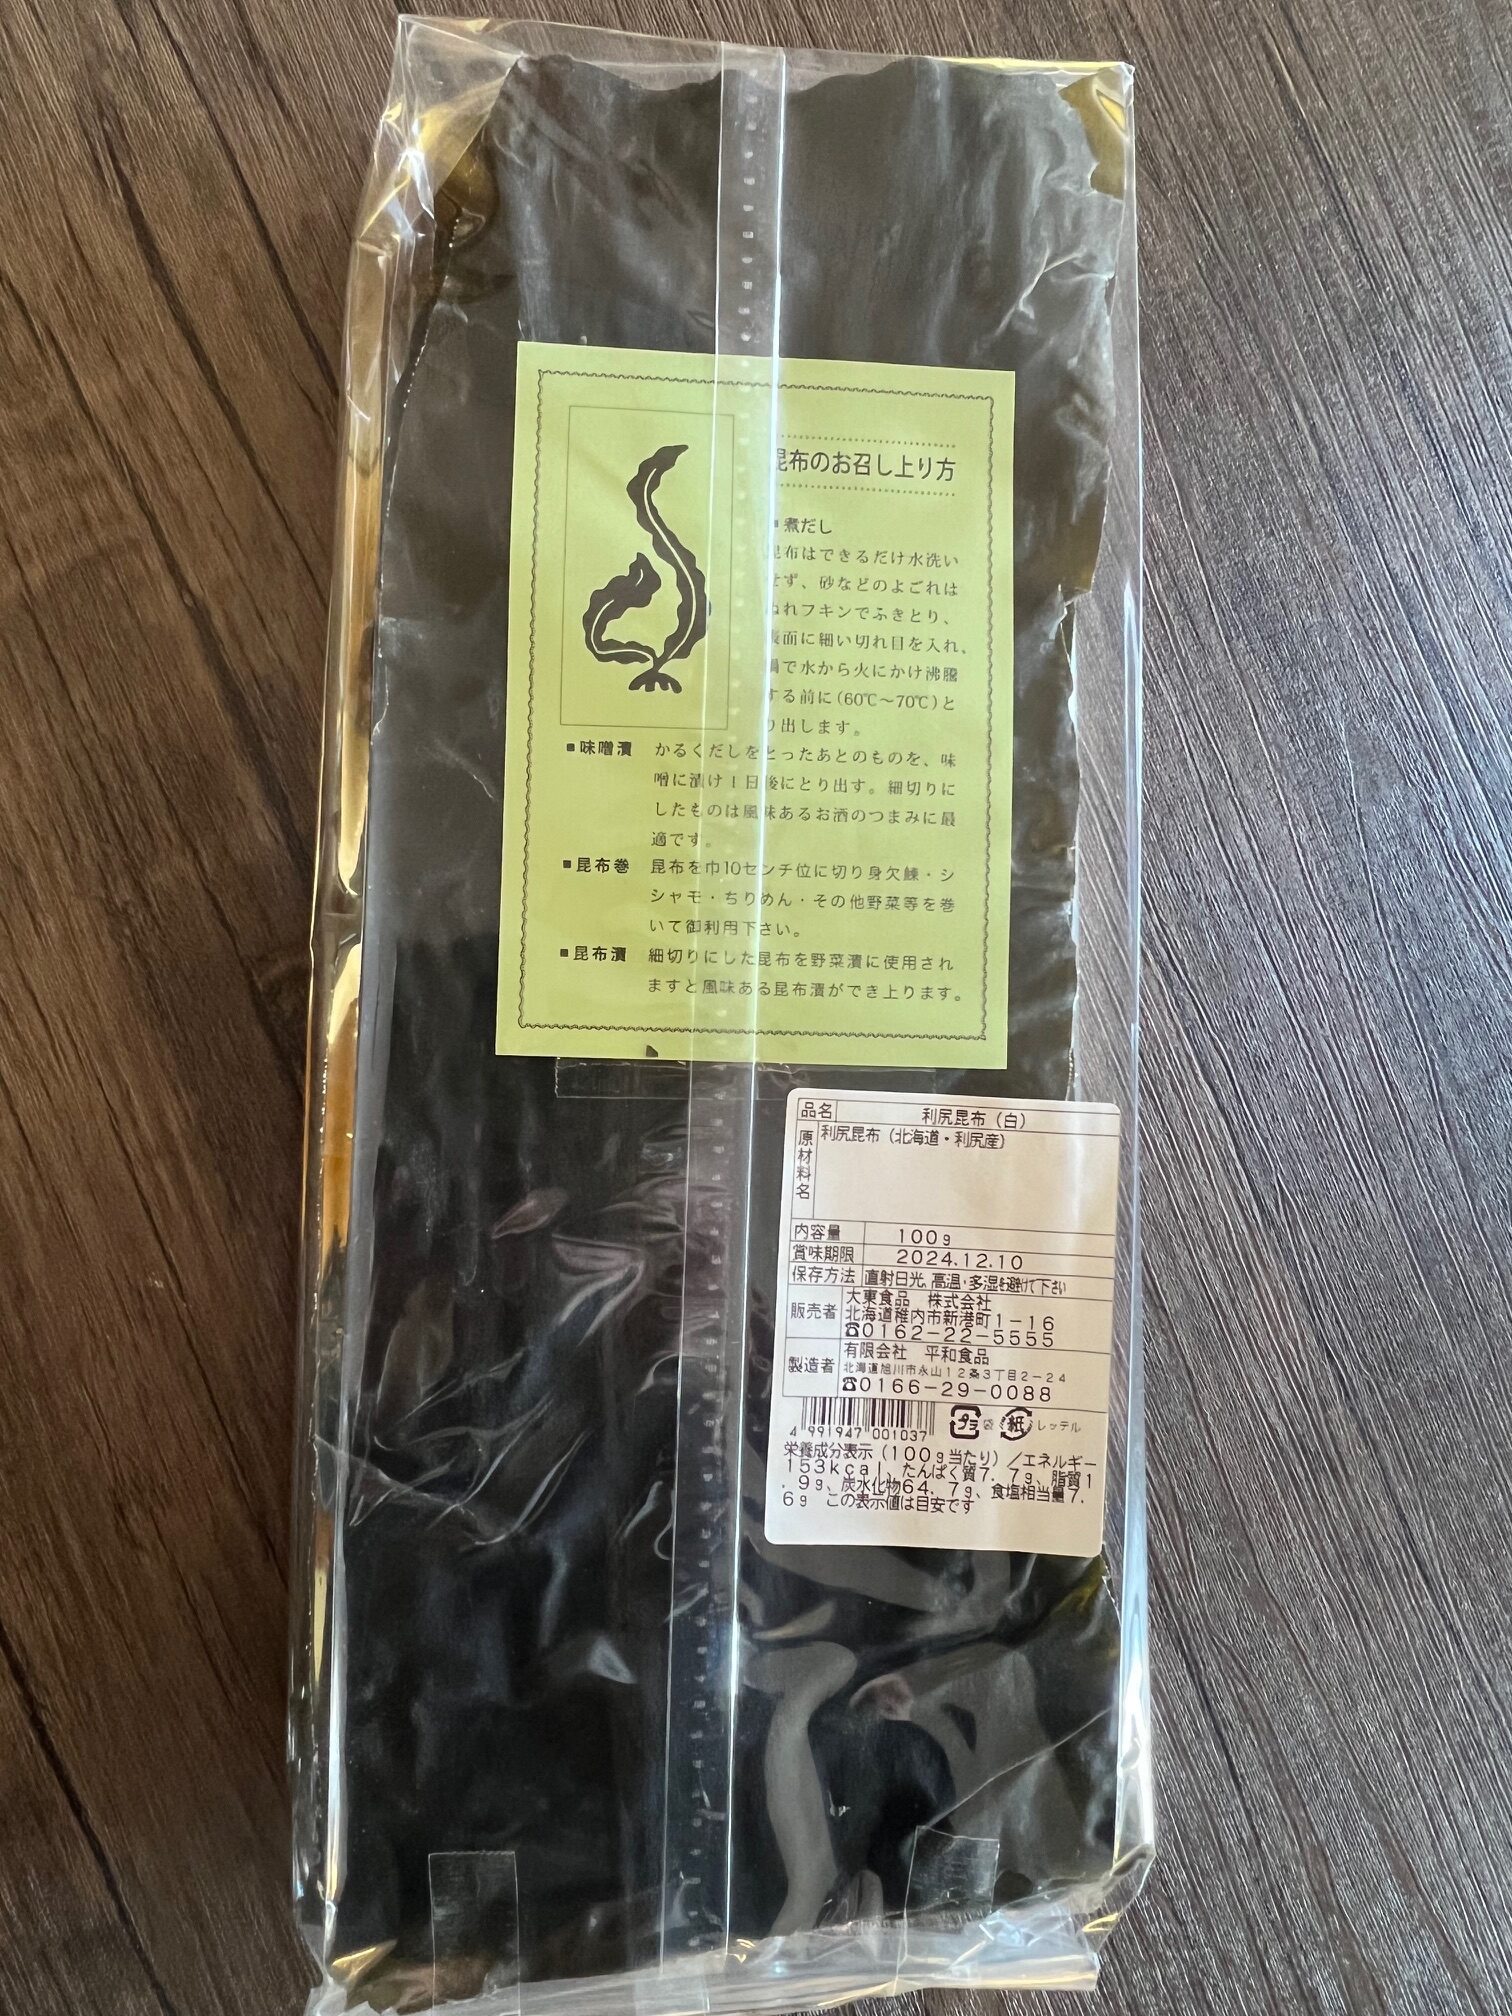 昆布のお召し上り方
■煮だし
昆布はできるだけ水洗い
せず、砂などのよごれは
ぬれフキンでふきとり、
表面に細い切れ目を入れ、
鍋で水から火にかけ沸騰
する前に(60℃〜70℃)と
り出します。
■味噌漬 かるくだしをとったあとのものを、味
噌に漬け1日後にとり出す。細切りに
したものは風味あるお酒のつまみに最
適です。
■昆布巻 昆布を巾10センチ位に切り身欠鰊・シ
シャモ・ちりめん・その他野菜等を巻
いて御利用下さい。
■昆布漬 細切りにした昆布を野菜漬に使用され
ますと風味ある昆布漬ができ上ります。
品名 利尻昆布（白）
原材料名 利尻昆布（北海道・利尻産）
内容量 100g
賞味期限 2024.12.10
保存方法 直射日光、高温・多湿を避けて下さい
販売者 大東食品 株式会社
北海道稚内市新港町1-16
☎0162-22-5555
製造者 有限会社 平和食品
北海道旭川市永山12条3丁目2-24
☎0166-29-0088
4 991947 001037
プラ 袋 紙 レッテル
栄養成分表示（100g当たり）／エネルギー
153kcal、たんぱく質7.7g、脂質1
.9g、炭水化物64.7g、食塩相当量7.
6g この表示値は目安です